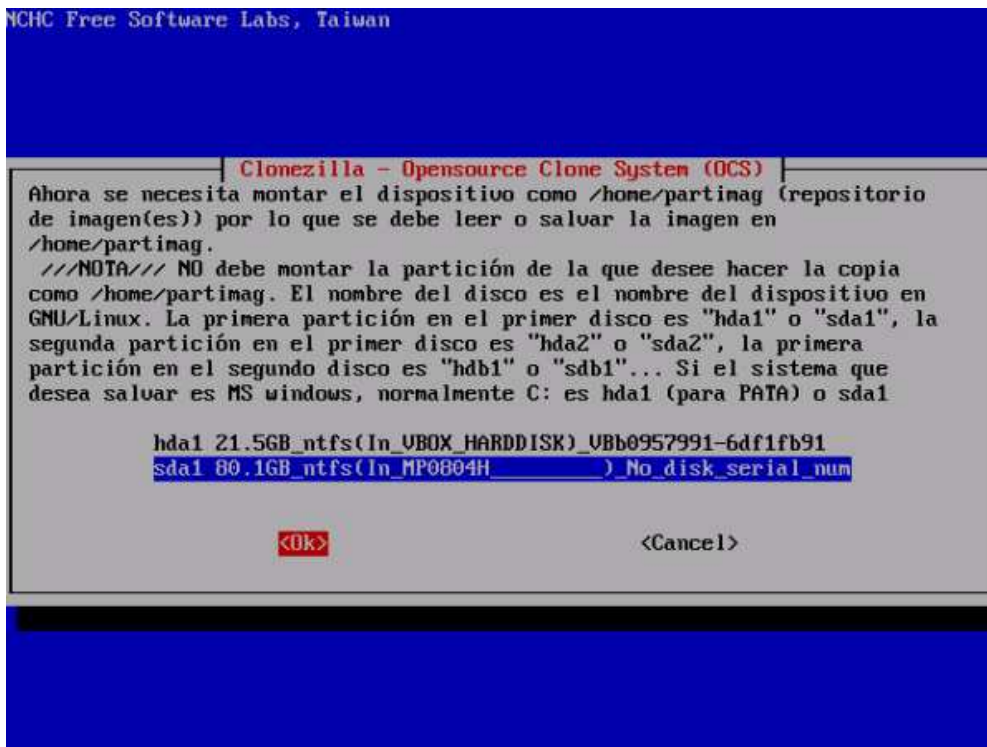 NCHC Free Software Labs, Taiwan
Clonezilla - Opensource Clone System (OCS)
Ahora se necesita montar el dispositivo como /home/partimag (repositorio
de imagen(es)) por lo que se debe leer o salvar la imagen en
/home/partimag.
///NOTA/// NO debe montar la partición de la que desee hacer la copia
como /home/partimag. El nombre del disco es el nombre del dispositivo en
GNU/Linux. La primera partición en el primer disco es "hda1" o "sda1", la
segunda partición en el primer disco es "hda2" o "sda2", la primera
partición en el segundo disco es "hdb1" o "sdb1"... Si el sistema que
desea salvar es MS windows, normalmente C: es hda1 (para PATA) o sda1
hda1 21.5GB_ntfs(In_VBOX_HARDDISK)_VBb0957991-6df1fb91
sda1 80.1GB_ntfs(In_MP0804H_________)_No_disk_serial_num
<Ok> <Cancel>